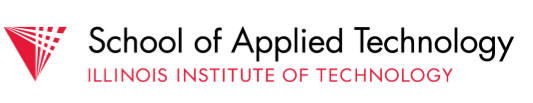 School of Applied Technology
ILLINOIS INSTITUTE OF TECHNOLOGY